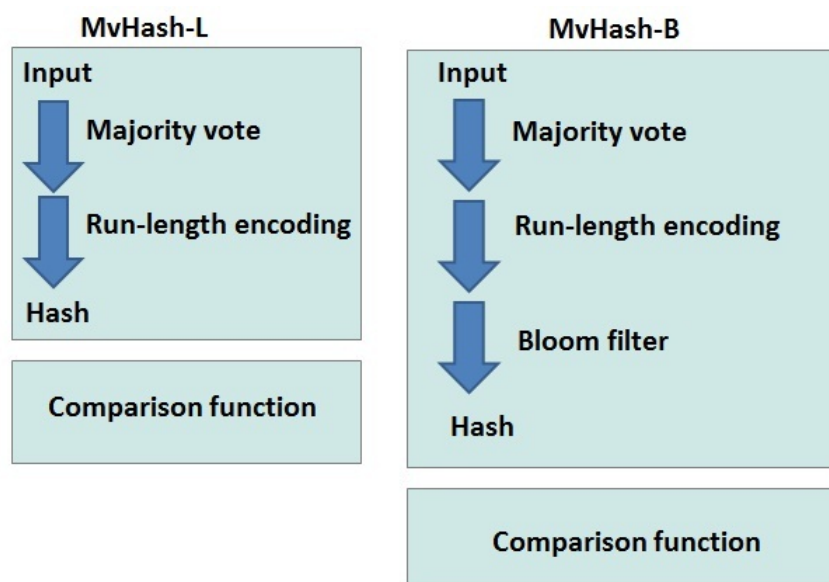 MvHash-L
Input
Majority vote
Run-length encoding
Hash
Comparison function
MvHash-B
Input
Majority vote
Run-length encoding
Bloom filter
Hash
Comparison function